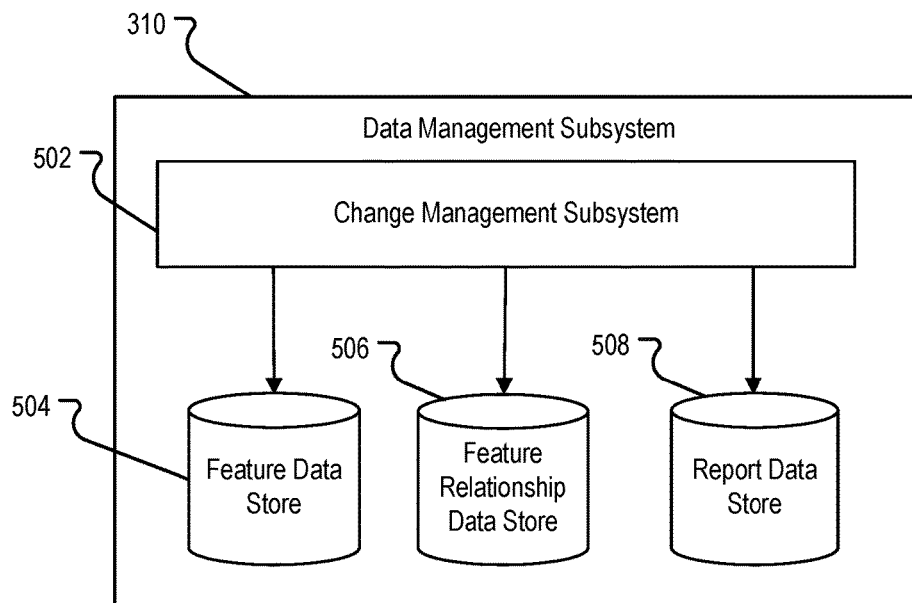 310
Data Management Subsystem
502
Change Management Subsystem
506
508
504
Feature Data
Store
Feature
Relationship
Data Store
Report Data
Store